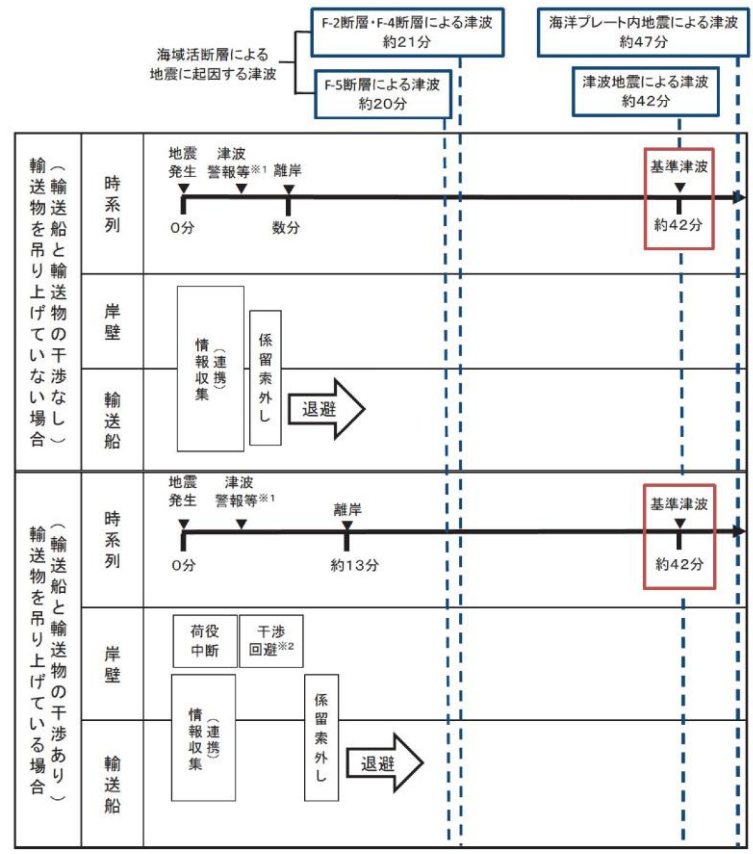 海域活断層による
地震に起因する津波
F-2断層・F-4断層による津波
約21分
F-5断層による津波
約20分
海洋プレート内地震による津波
約47分
津波地震による津波
約42分
輸送物を吊り上げていない場合
（輸送船と輸送物の干渉なし）
時系列
地震
発生
津波
警報等※1
離岸
基準津波
0分
数分
約42分
岸壁
情報収集
（連携）
係留索外し
輸送船
退避
輸送物を吊り上げている場合
（輸送船と輸送物の干渉あり）
時系列
地震
発生
津波
警報等※1
離岸
基準津波
0分
約13分
約42分
岸壁
荷役
中断
干渉
回避※2
情報収集
（連携）
係留索外し
輸送船
退避